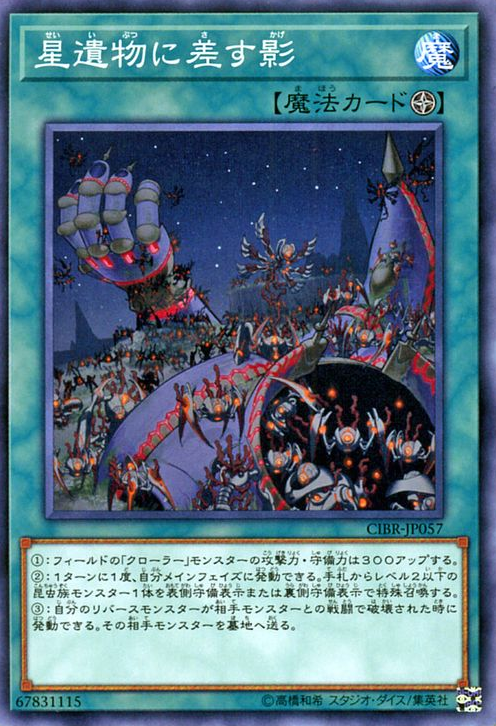 星遺物に差す影
魔
【魔法カード】
CIBR-JP057
①：フィールドの「クローラー」モンスターの攻撃力・守備力は３００アップする。
②：１ターンに１度、自分メインフェイズに発動できる。手札からレベル２以下の
昆虫族モンスター１体を表側守備表示または裏側守備表示で特殊召喚する。
③：自分のリバースモンスターが相手モンスターとの戦闘で破壊された時に
発動できる。その相手モンスターを墓地へ送る。
67831115
©高橋和希 スタジオ・ダイス/集英社